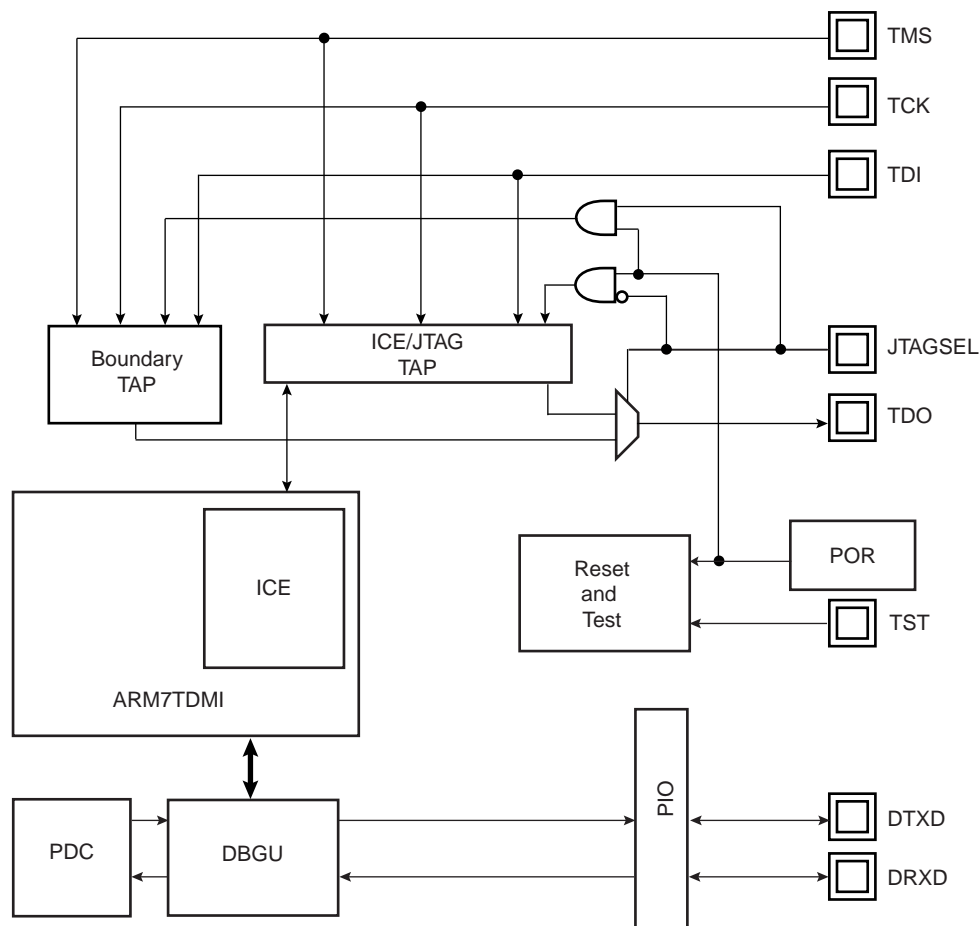 TMS
TCK
TDI
Boundary
TAP
ICE/JTAG
TAP
JTAGSEL
TDO
Reset
and
Test
POR
ICE
TST
ARM7TDMI
PIO
PDC
DBGU
DTXD
DRXD